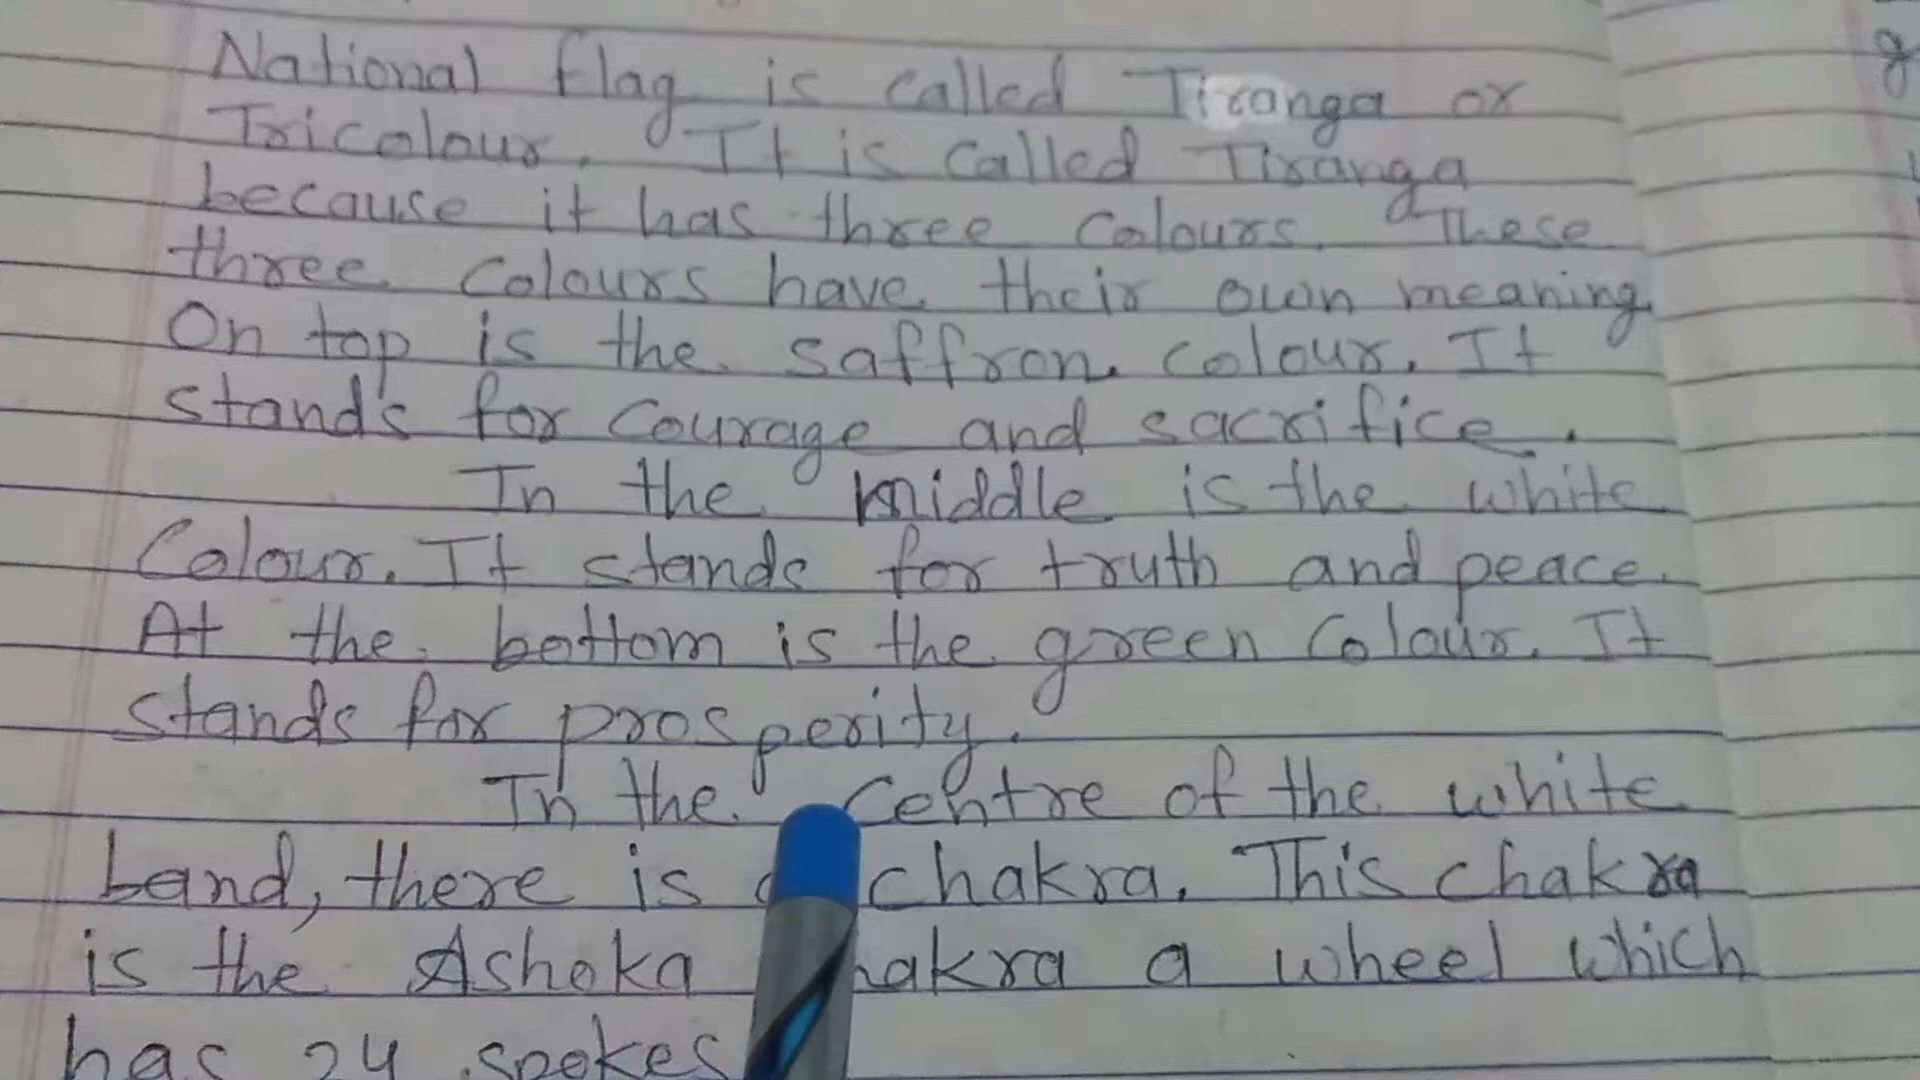 National flag is called Tiranga or
Tricolour. It is called Tiranga
because it has three colours. These
three colours have their own meaning.
On top is the saffron colour. It
stands for courage and sacrifice.
In the middle is the white
Colour. It stands for truth and peace.
At the bottom is the green Colour. It
stands for prosperity.
In the Centre of the white
band, there is chakra. This chakra
is the Ashoka hakra a wheel which
has 24 spokes